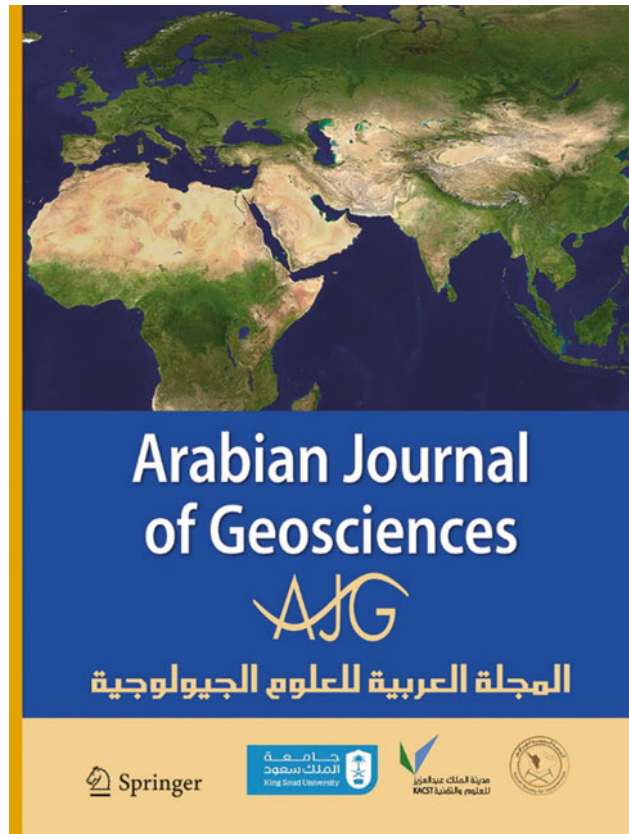 Arabian Journal
of Geosciences
AJG
المجلة العربية للعلوم الجيولوجية
Springer
جامعة
الملك سعود
King Saud University
مدينة الملك عبدالعزيز
للعلوم والتقنية KACST